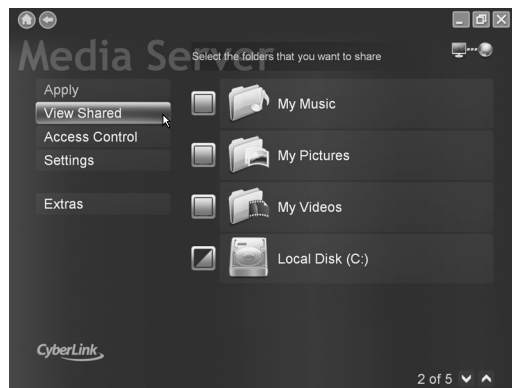 Media Server
Select the folders that you want to share
Apply
View Shared
Access Control
Settings
Extras
My Music
My Pictures
My Videos
Local Disk (C:)
CyberLink
2 of 5